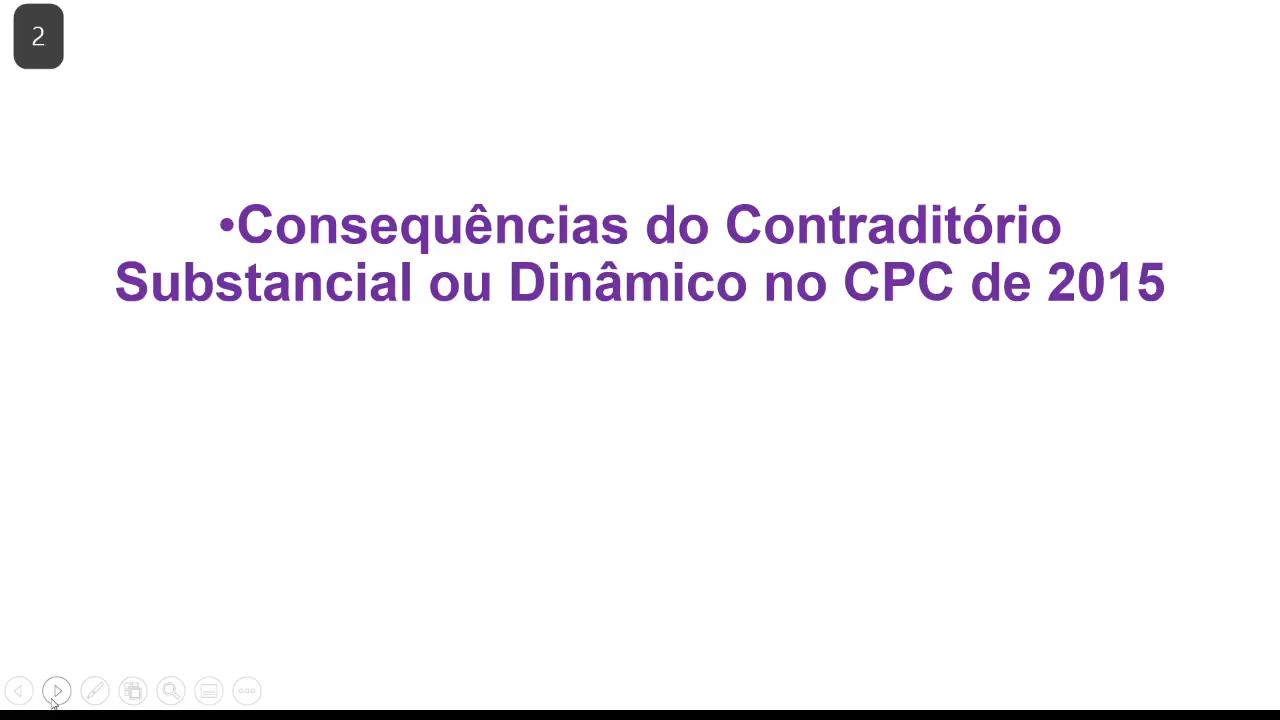 2
•Consequências do Contraditório
Substancial ou Dinâmico no CPC de 2015